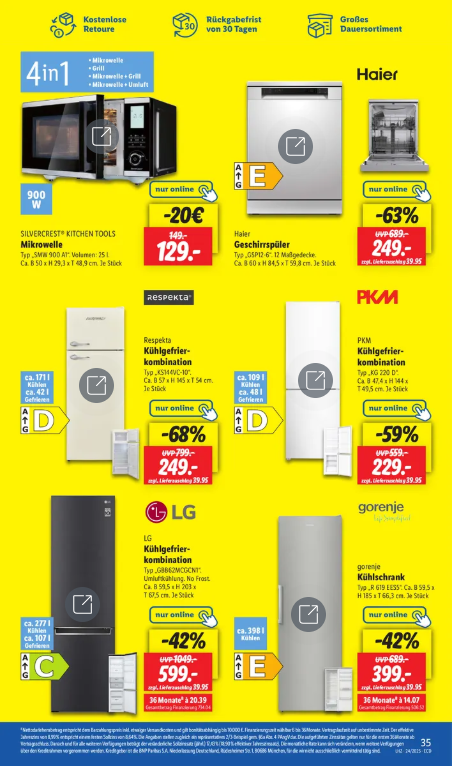 Kostenlose
Retoure
Rückgabefrist
von 30 Tagen
30
Großes
Dauersortiment
4in1
• Mikrowelle
• Grill
• Mikrowelle + Grill
• Mikrowelle + Umluft
900
W
nur online
-20€
149.-
129.-
SILVERCREST® KITCHEN TOOLS
Mikrowelle
Typ „SMW 900 A1“. Volumen: 25 l.
Ca. B 50 x H 29,3 x T 48,9 cm. Je Stück
Haier
A
G
E
nur online
-63%
UVP 689.-
249.-
zzgl. Lieferzuschlag 39.95
Haier
Geschirrspüler
Typ „GSP12-6“. 12 Maßgedecke.
Ca. B 60 x H 84,5 x T 59,8 cm. Je Stück
RESPEKTA®
Respekta
Kühlgefrier-
kombination
Typ „KS144VC-10“.
Ca. B 57 x H 145 x T 54 cm.
Je Stück
ca. 171 l
Kühlen
ca. 42 l
Gefrieren
A
G
D
nur online
-68%
UVP 799.-
249.-
zzgl. Lieferzuschlag 39.95
PKM
PKM
Kühlgefrier-
kombination
Typ „KG 220 D“.
Ca. B 47,4 x H 144 x
T 49,5 cm. Je Stück
ca. 109 l
Kühlen
ca. 48 l
Gefrieren
A
G
D
nur online
-59%
UVP 559.-
229.-
zzgl. Lieferzuschlag 39.95
LG
LG
Kühlgefrier-
kombination
Typ „GBB62MCGCN1“.
Umluftkühlung. No Frost.
Ca. B 59,5 x H 203 x
T 67,5 cm. Je Stück
ca. 277 l
Kühlen
ca. 107 l
Gefrieren
A
G
C
nur online
-42%
UVP 1049.-
599.-
zzgl. Lieferzuschlag 39.95
36 Monate* à 20.39
gorenje
gorenje
Kühlschrank
Typ „R 619 EES5“. Ca. B 59,5 x
H 185 x T 66,3 cm. Je Stück
ca. 398 l
Kühlen
A
G
E
nur online
-42%
UVP 689.-
399.-
zzgl. Lieferzuschlag 39.95
36 Monate* à 14.07
35